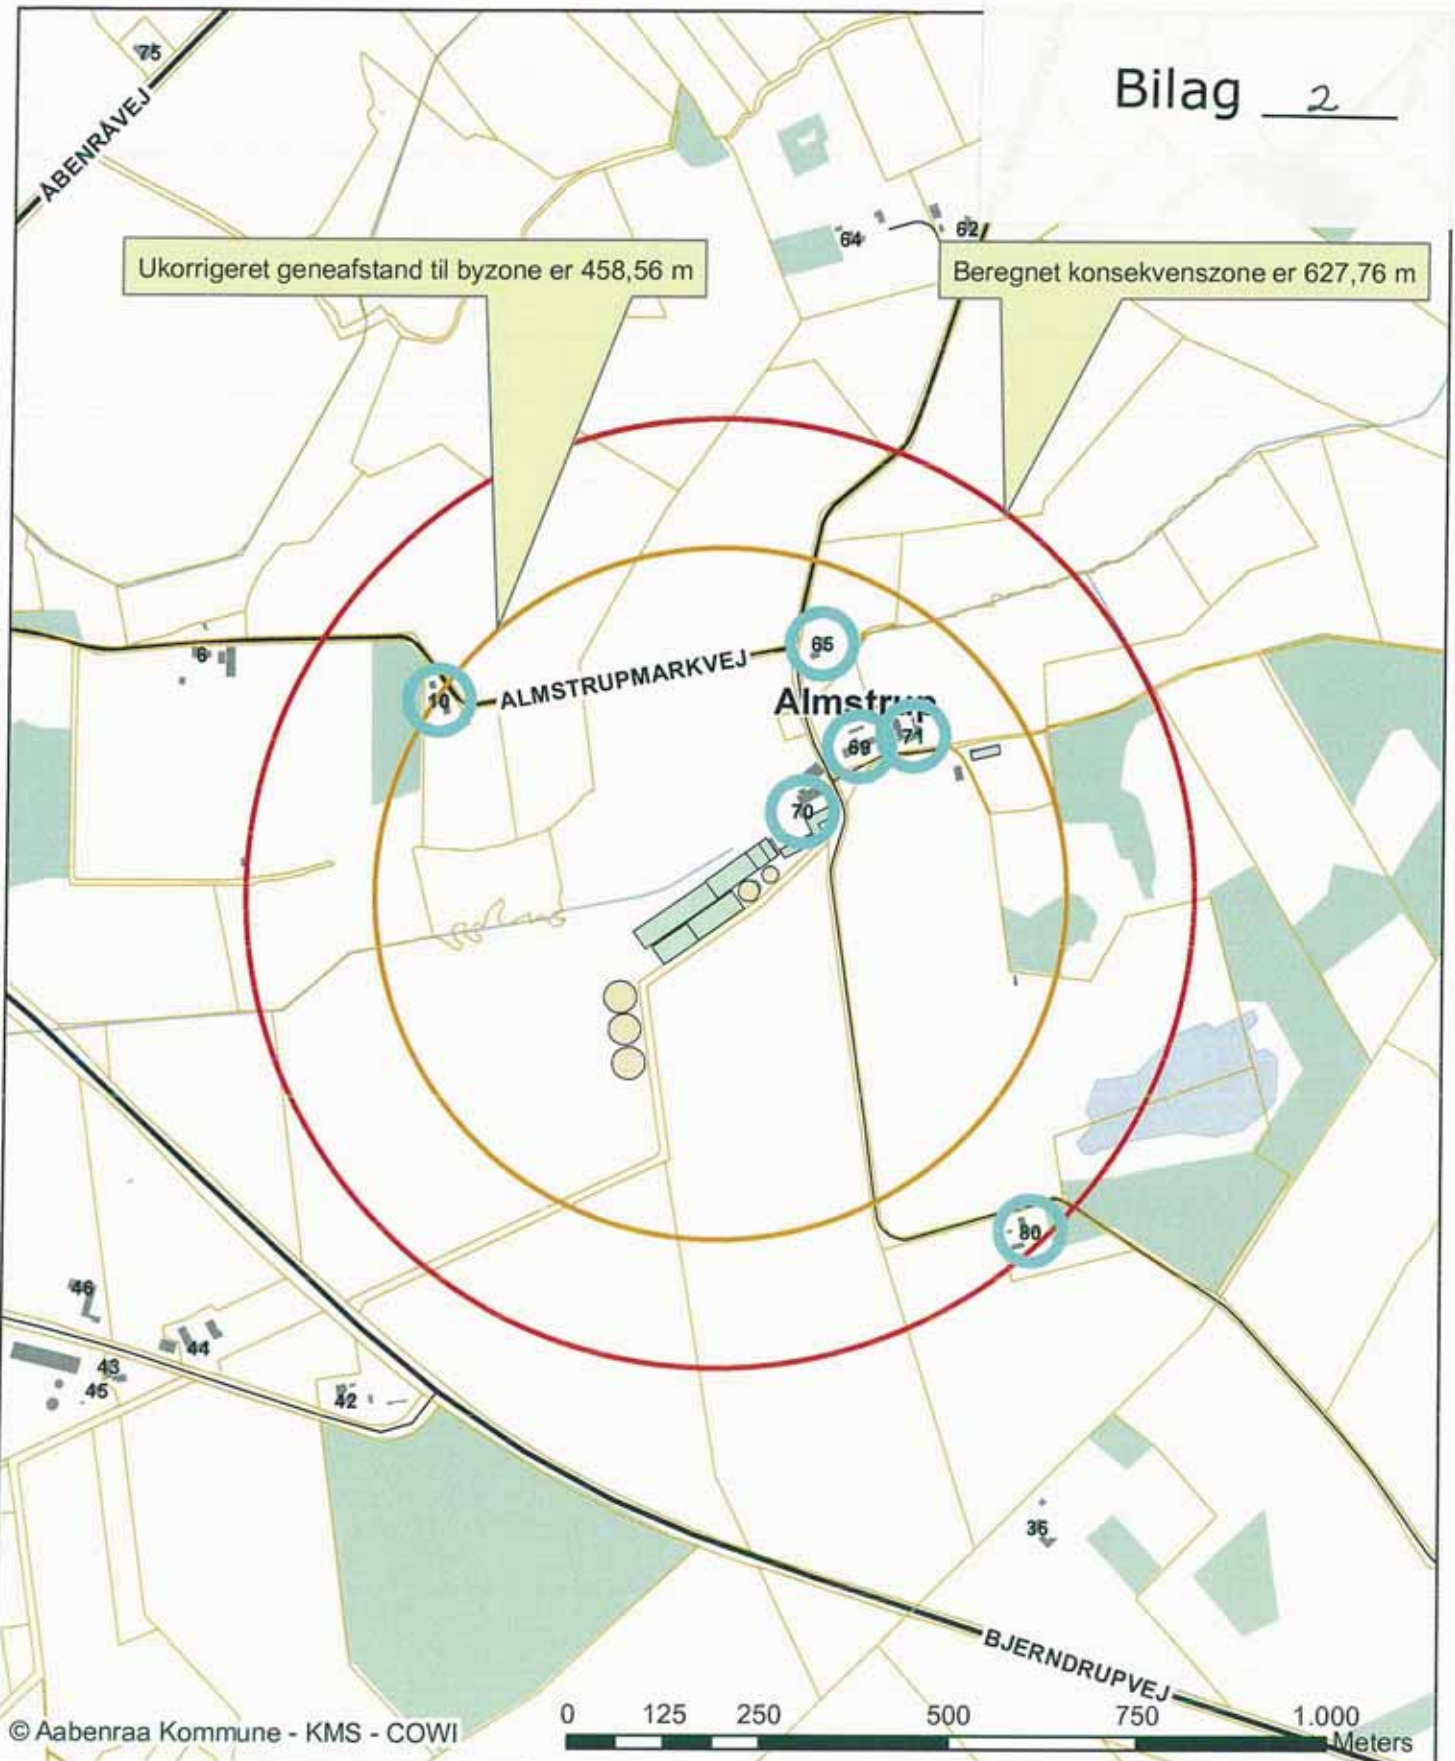 75
ÅBENRÅVEJ
Bilag 2
64
62
Ukorrigeret geneafstand til byzone er 458,56 m
Beregnet konsekvenszone er 627,76 m
6
65
ALMSTRUPMARKVEJ
10
Almstrup
69
71
70
80
46
44
43
45
42
36
BJERNDRUPVEJ
© Aabenraa Kommune - KMS - COWI
0 125 250 500 750 1.000
Meters